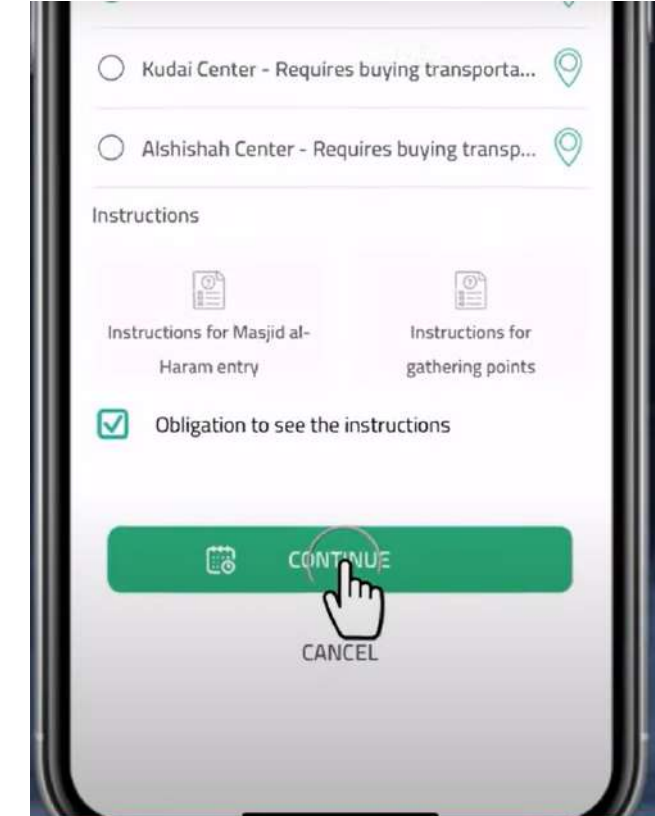 Kudai Center - Requires buying transporta...
Alshishah Center - Requires buying transp...
Instructions
Instructions for Masjid al-
Haram entry
Instructions for
gathering points
Obligation to see the instructions
CONTINUE
CANCEL